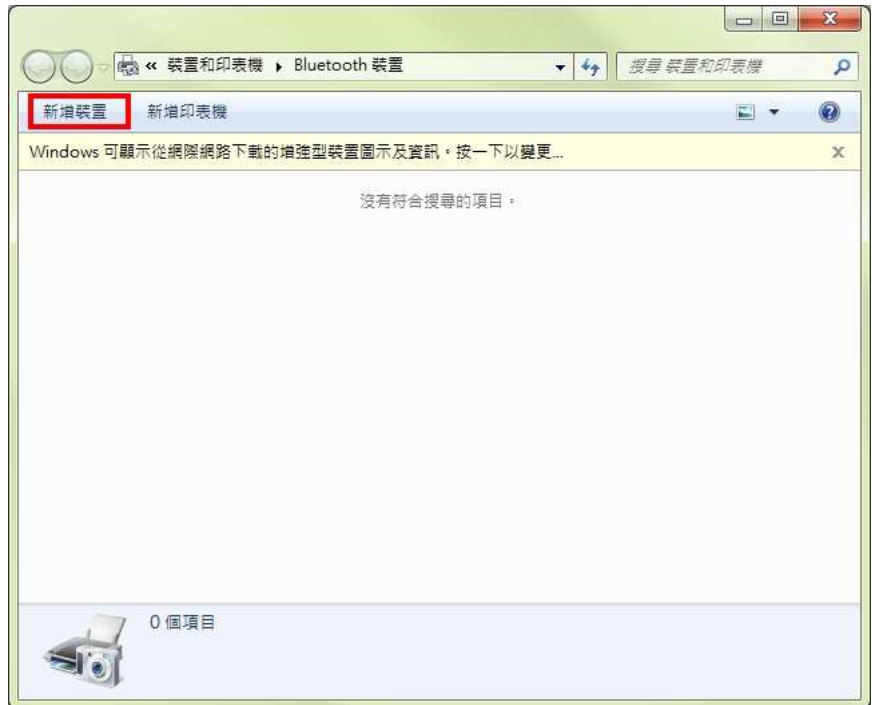 « 裝置和印表機 ▸ Bluetooth 裝置
搜尋 裝置和印表機
新增裝置 新增印表機
Windows 可顯示從網際網路下載的增強型裝置圖示及資訊。按一下以變更...
沒有符合搜尋的項目。
0 個項目